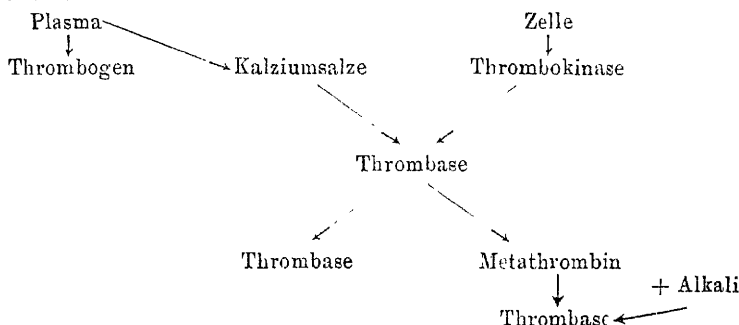 Plasma Zelle
Thrombogen Kalziumsalze Thrombokinase
Thrombase
Thrombase Metathrombin
+ Alkali
Thrombase